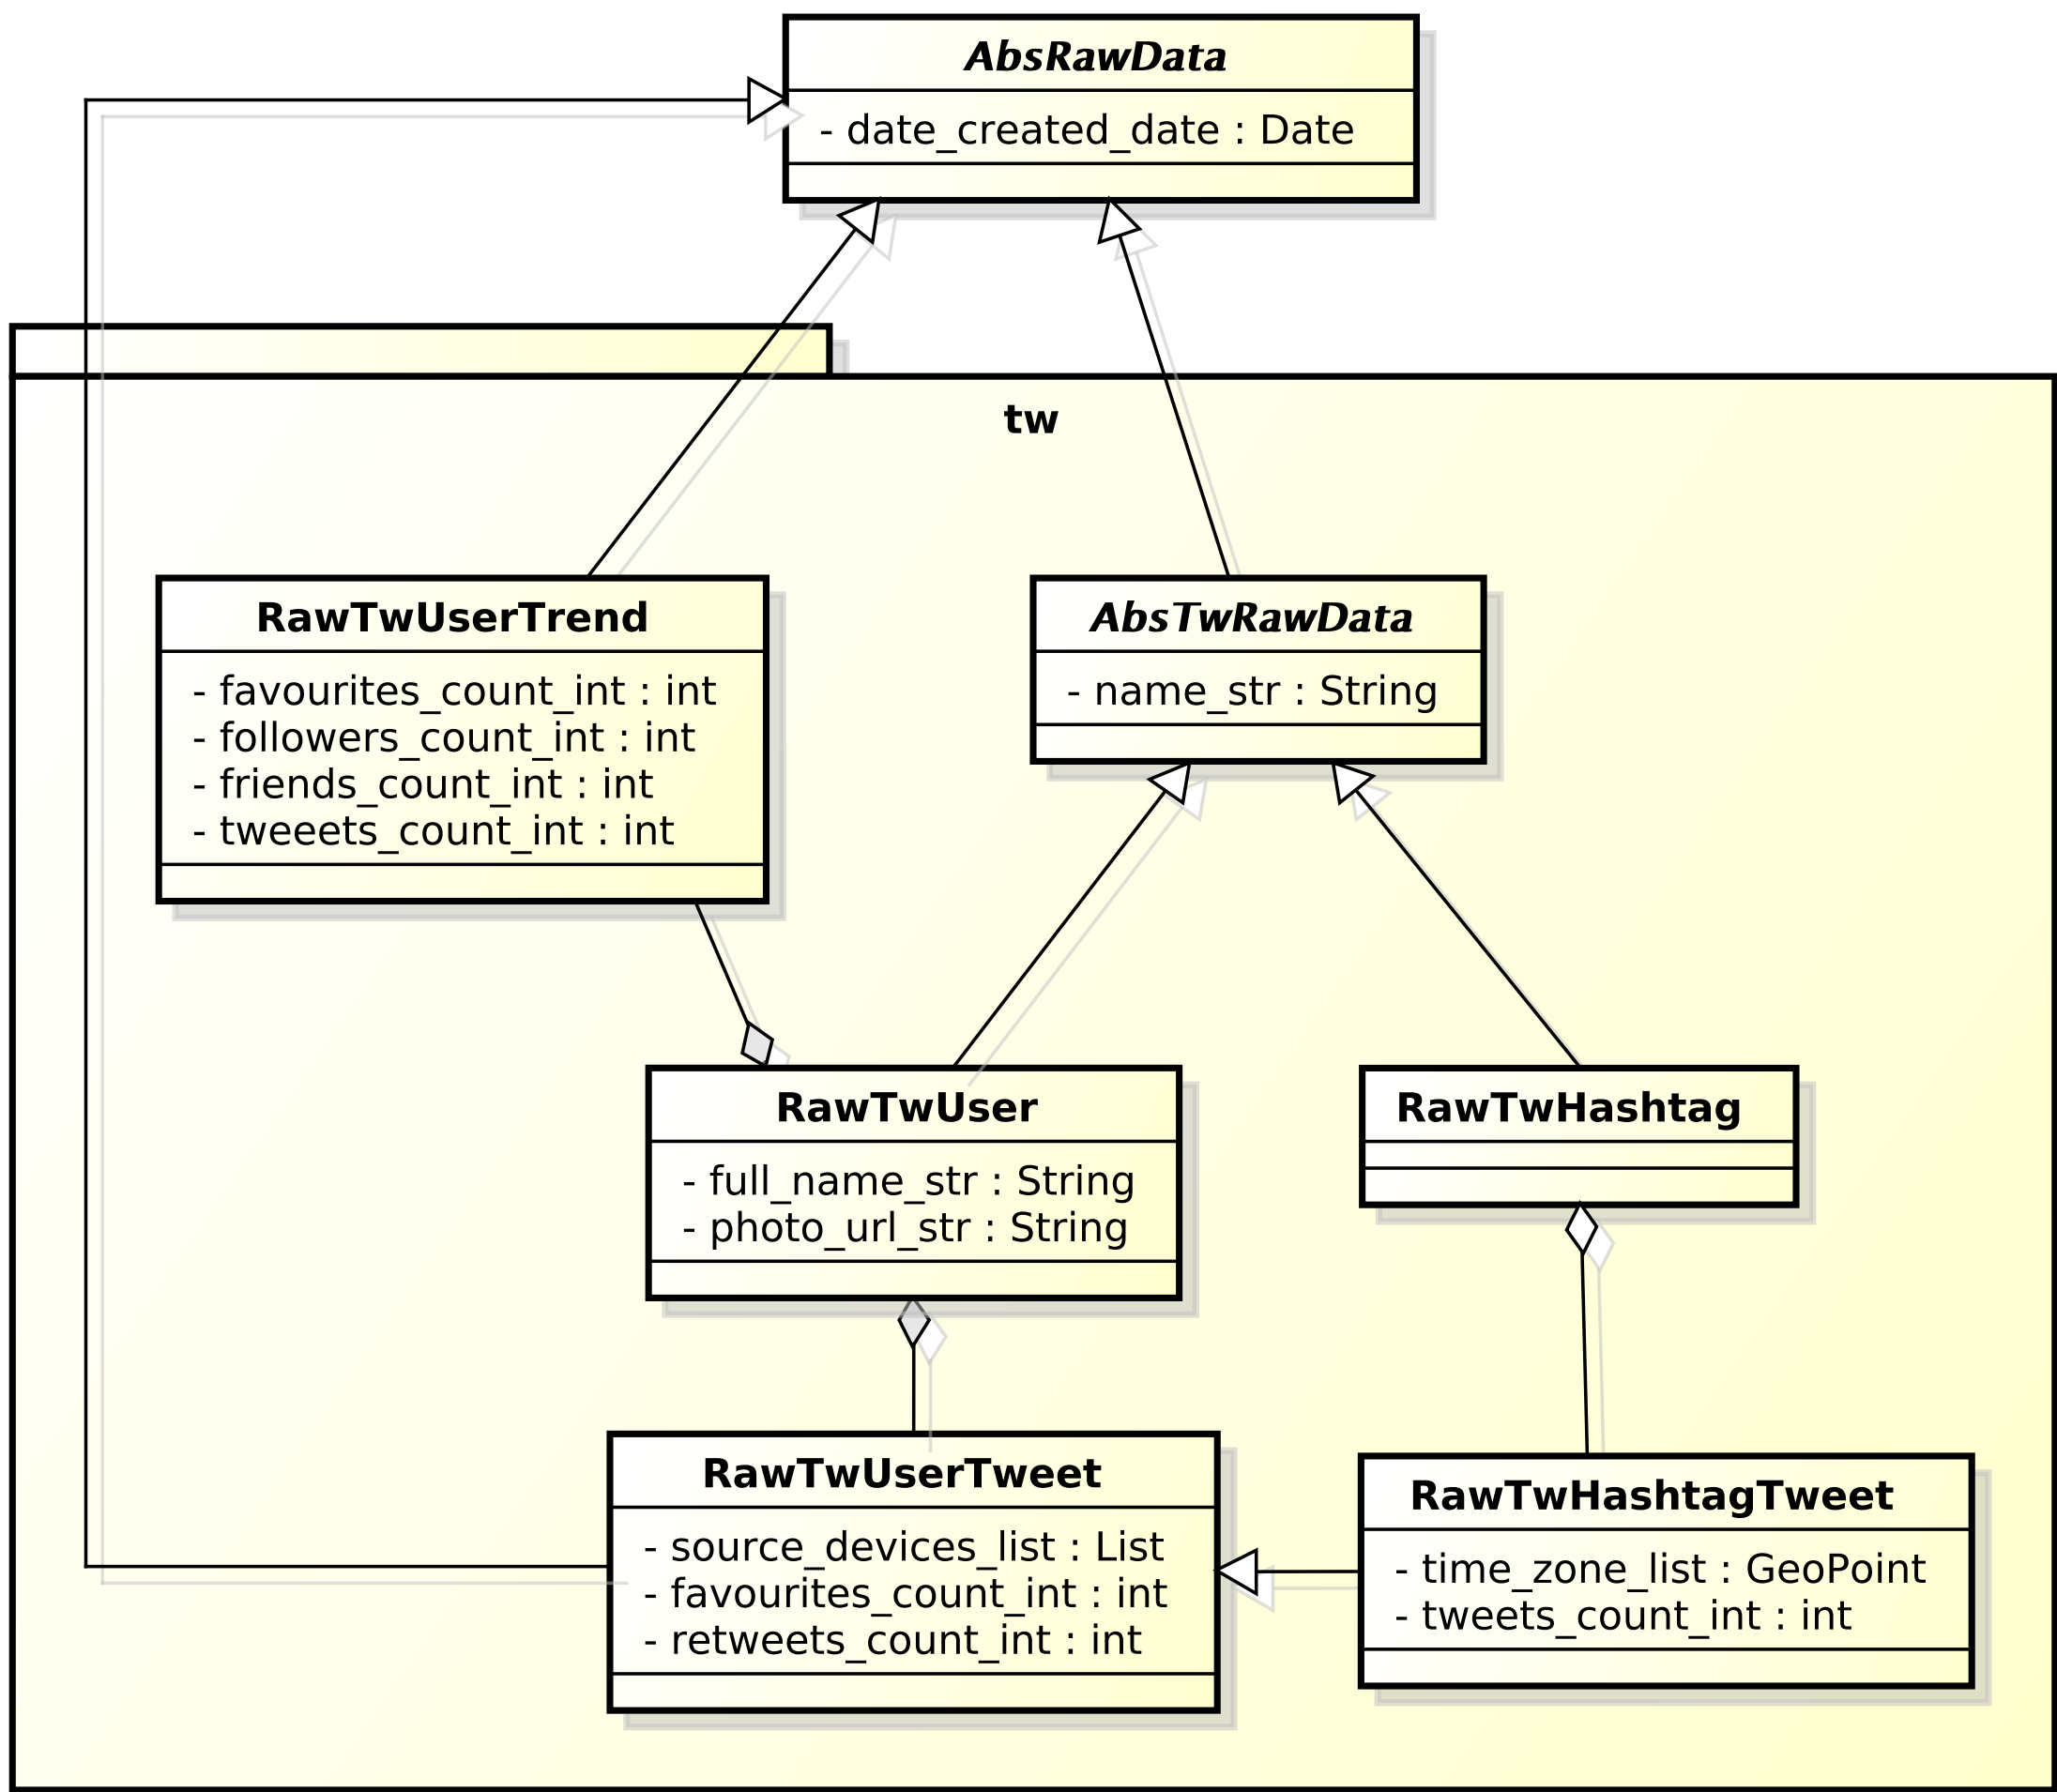 AbsRawData
- date_created_date : Date
tw
RawTwUserTrend
- favourites_count_int : int
- followers_count_int : int
- friends_count_int : int
- tweeets_count_int : int
AbsTwRawData
- name_str : String
RawTwUser
- full_name_str : String
- photo_url_str : String
RawTwHashtag
RawTwUserTweet
- source_devices_list : List
- favourites_count_int : int
- retweets_count_int : int
RawTwHashtagTweet
- time_zone_list : GeoPoint
- tweets_count_int : int